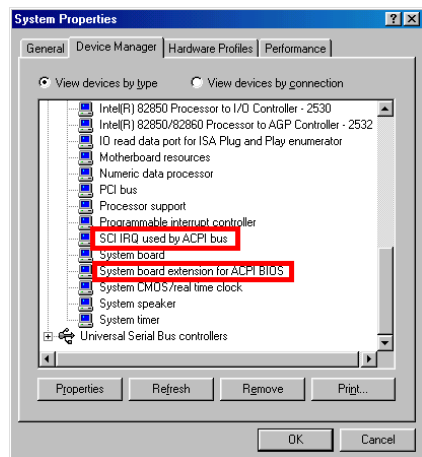 System Properties
General Device Manager Hardware Profiles Performance
View devices by type View devices by connection
Intel(R) 82850 Processor to I/O Controller - 2530
Intel(R) 82850/82860 Processor to AGP Controller - 2532
IO read data port for ISA Plug and Play enumerator
Motherboard resources
Numeric data processor
PCI bus
Processor support
Programmable interrupt controller
SCI IRQ used by ACPI bus
System board
System board extension for ACPI BIOS
System CMOS/real time clock
System speaker
System timer
Universal Serial Bus controllers
Properties Refresh Remove Print...
OK Cancel